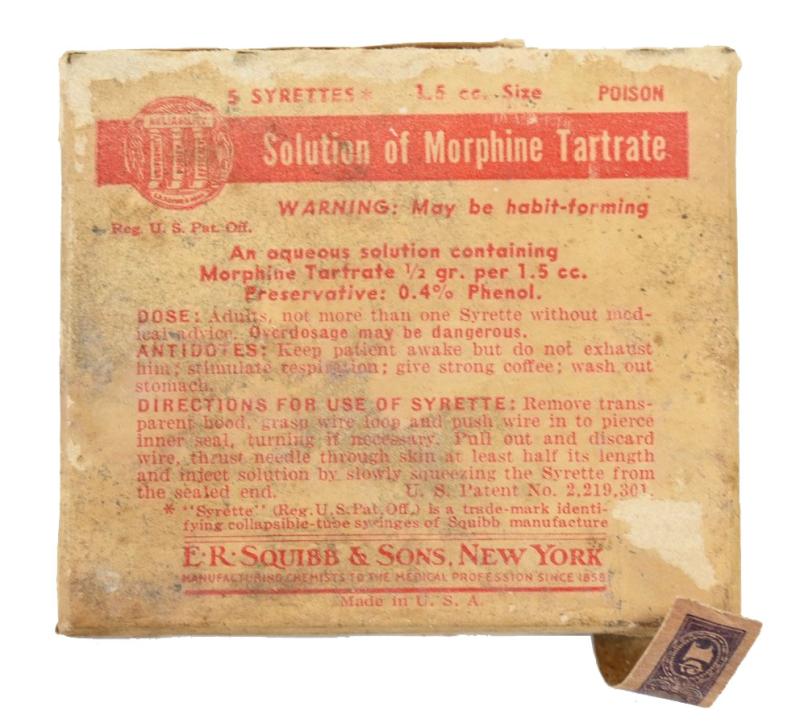 5 SYRETTES* 1.5 cc. Size POISON
RELIABILITY
Solution of Morphine Tartrate
WARNING: May be habit-forming
Reg. U. S. Pat. Off.
An aqueous solution containing
Morphine Tartrate 1/2 gr. per 1.5 cc.
Preservative: 0.4% Phenol.
DOSE: Adults, not more than one Syrette without med-
ical advice. Overdosage may be dangerous.
ANTIDOTES: Keep patient awake but do not exhaust
him; stimulate respiration; give strong coffee; wash out
stomach.
DIRECTIONS FOR USE OF SYRETTE: Remove trans-
parent hood, grasp wire loop and push wire in to pierce
inner seal, turning if necessary. Pull out and discard
wire, thrust needle through skin at least half its length
and inject solution by slowly squeezing the Syrette from
the sealed end. U. S. Patent No. 2,219,301.
* "Syrette" (Reg.U.S.Pat.Off.) is a trade-mark identi-
fying collapsible-tube syringes of Squibb manufacture
E·R·SQUIBB & SONS, NEW YORK
MANUFACTURING CHEMISTS TO THE MEDICAL PROFESSION SINCE 1858
Made in U. S. A.